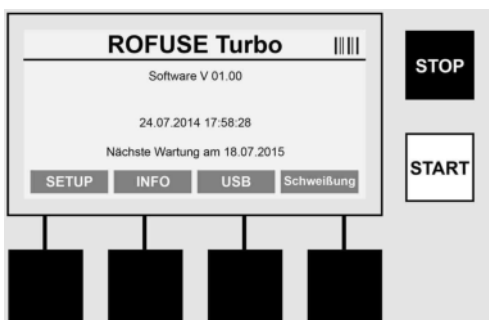 ROFUSE Turbo
Software V 01.00
24.07.2014 17:58:28
Nächste Wartung am 18.07.2015
SETUP INFO USB Schweißung
STOP
START